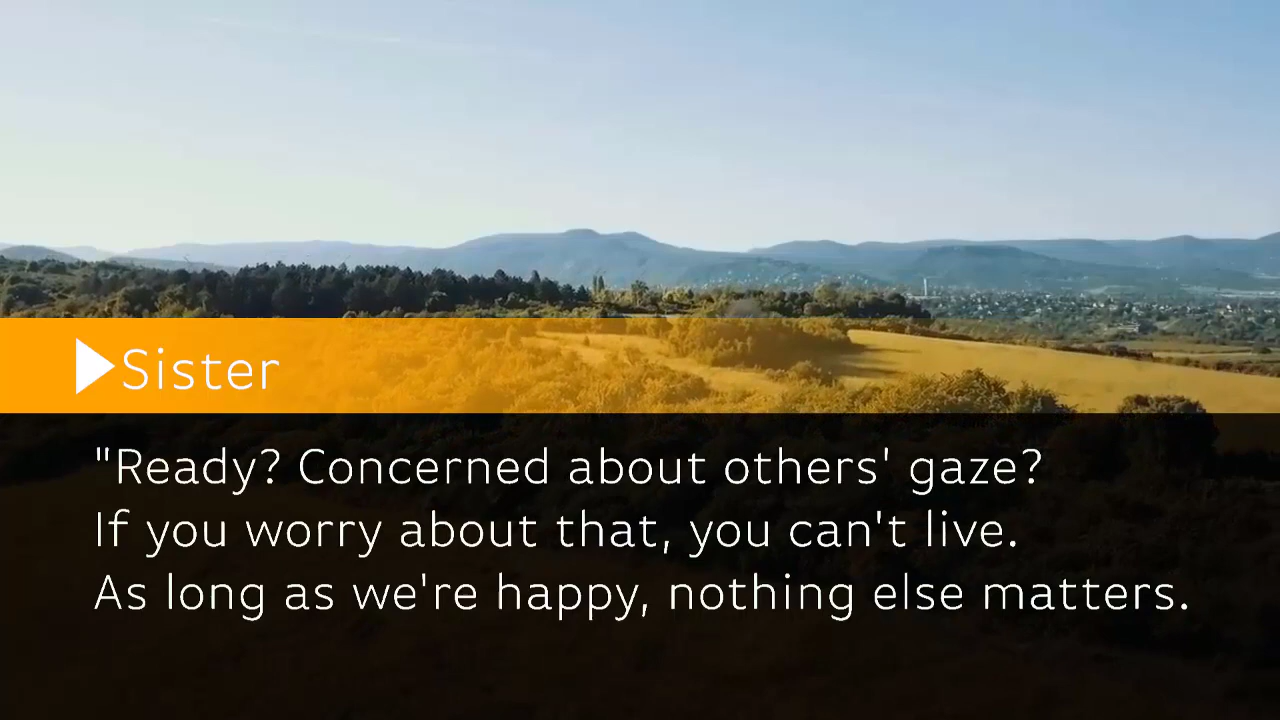 Sister
"Ready? Concerned about others' gaze?
If you worry about that, you can't live.
As long as we're happy, nothing else matters.